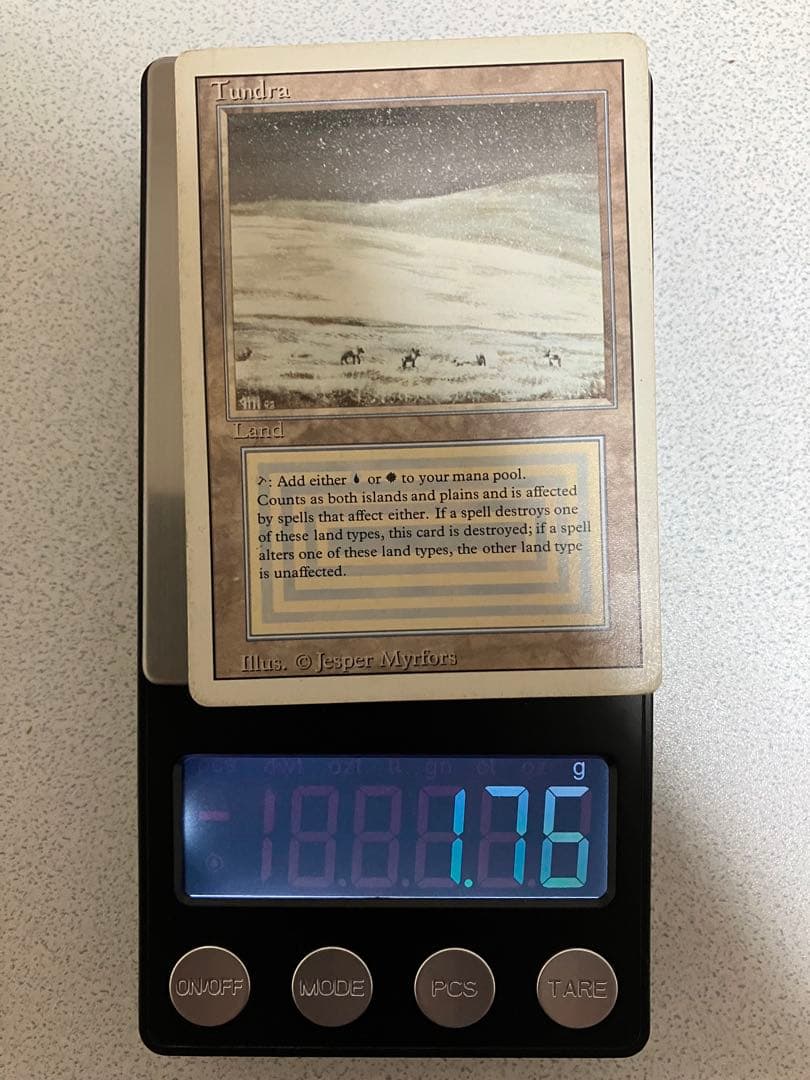 Tundra
Land
: Add either or to your mana pool.
Counts as both islands and plains and is affected
by spells that affect either. If a spell destroys one
of these land types, this card is destroyed; if a spell
alters one of these land types, the other land type
is unaffected.
Illus. © Jesper Myrfors
g
1.76
ON/OFF MODE PCS TARE